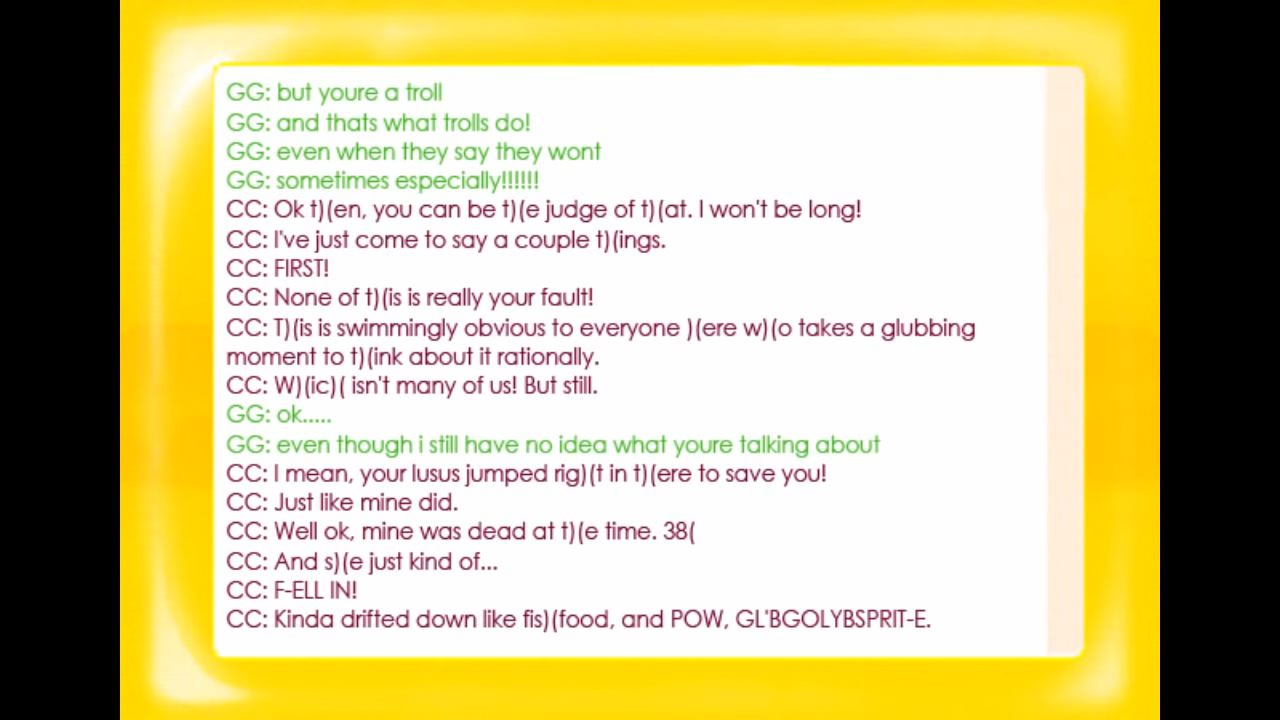 GG: but youre a troll
GG: and thats what trolls do!
GG: even when they say they wont
GG: sometimes especially!!!!!!
CC: Ok t)(en, you can be t)(e judge of t)(at. I won't be long!
CC: I've just come to say a couple t)(ings.
CC: FIRST!
CC: None of t)(is is really your fault!
CC: T)(is is swimmingly obvious to everyone )(ere w)(o takes a glubbing
moment to t)(ink about it rationally.
CC: W)(ic)( isn't many of us! But still.
GG: ok.....
GG: even though i still have no idea what youre talking about
CC: I mean, your lusus jumped rig)(t in t)(ere to save you!
CC: Just like mine did.
CC: Well ok, mine was dead at t)(e time. 38(
CC: And s)(e just kind of...
CC: F-ELL IN!
CC: Kinda drifted down like fis)(food, and POW, GL'BGOLYBSPRIT-E.